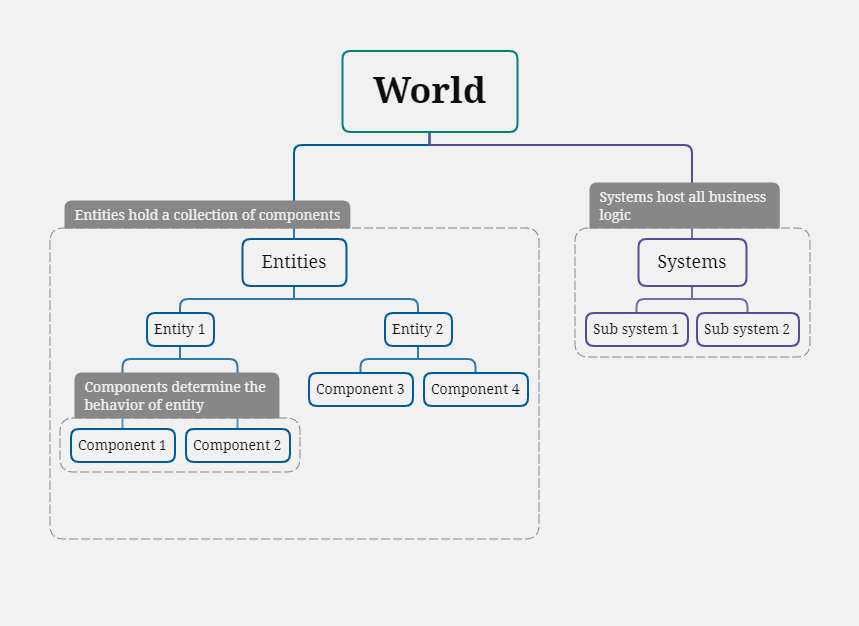 World
Entities hold a collection of components
Systems host all business
logic
Entities
Systems
Entity 1
Entity 2
Sub system 1
Sub system 2
Components determine the
behavior of entity
Component 3
Component 4
Component 1
Component 2